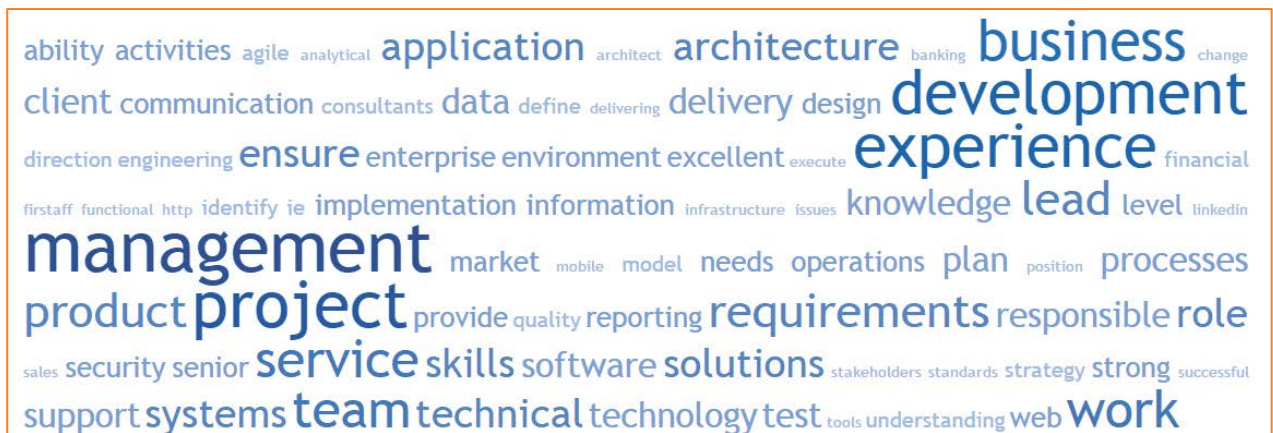 ability activities agile analytical application architect architecture banking business change
client communication consultants data define delivering delivery design development
direction engineering ensure enterprise environment excellent execute experience financial
firstaff functional http identify ie implementation information infrastructure issues knowledge lead level linkedin
management market mobile model needs operations plan position processes
product project provide quality reporting requirements responsible role
sales security senior service skills software solutions stakeholders standards strategy strong successful
support systems team technical technology test tools understanding web work